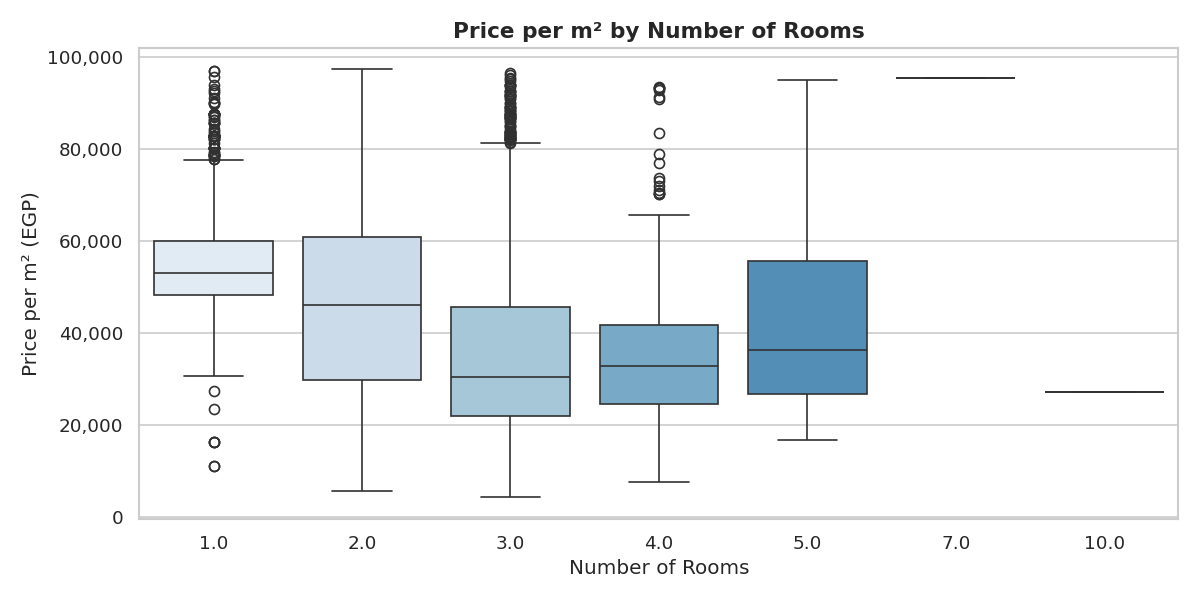 Price per m² by Number of Rooms
Price per m² (EGP)
100,000
80,000
60,000
40,000
20,000
0
1.0 2.0 3.0 4.0 5.0 7.0 10.0
Number of Rooms